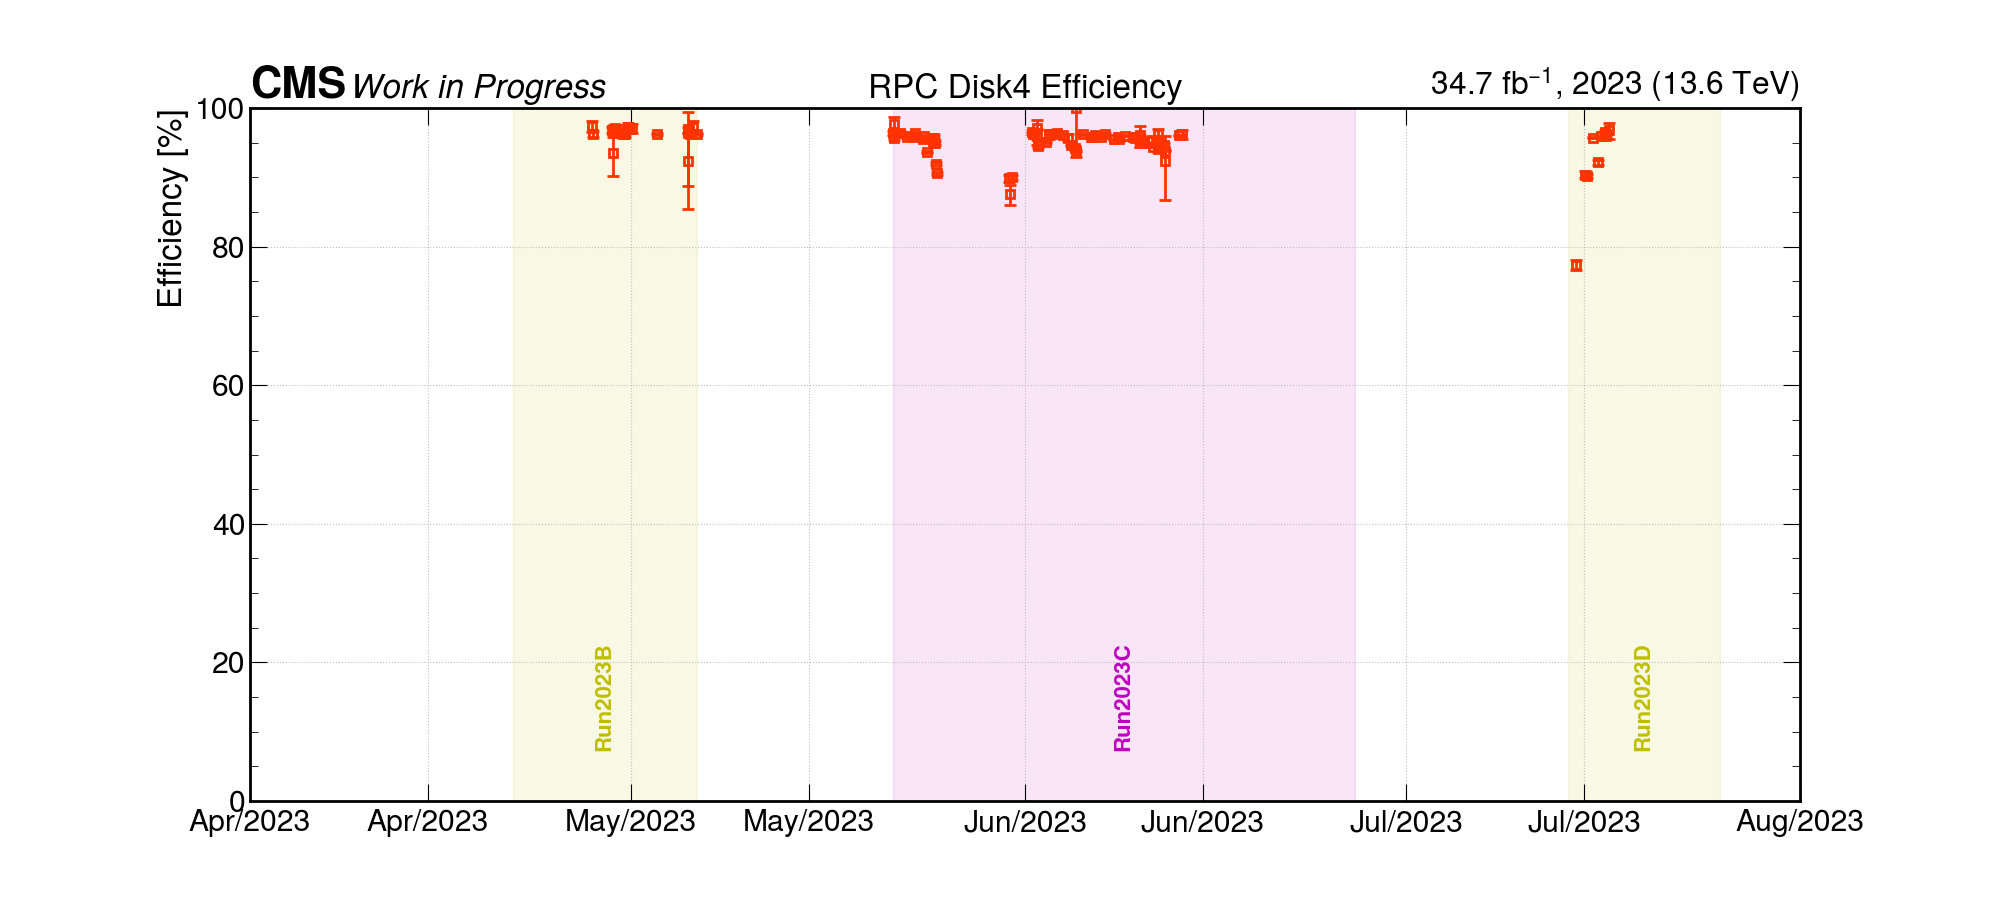 CMS Work in Progress RPC Disk4 Efficiency 34.7 fb⁻¹, 2023 (13.6 TeV)
Efficiency [%]
100
80
60
40
20
0
Run2023B Run2023C Run2023D
Apr/2023 Apr/2023 May/2023 May/2023 Jun/2023 Jun/2023 Jul/2023 Jul/2023 Aug/2023